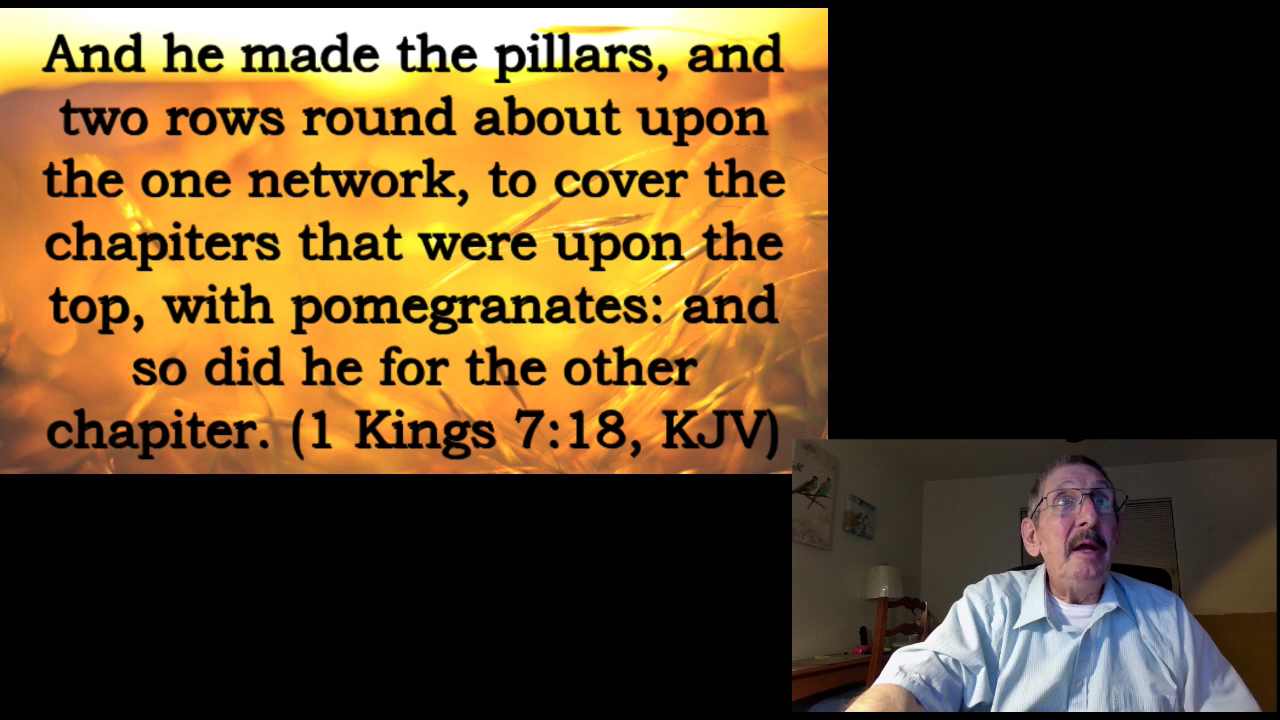 And he made the pillars, and
two rows round about upon
the one network, to cover the
chapiters that were upon the
top, with pomegranates: and
so did he for the other
chapiter. (1 Kings 7:18, KJV)